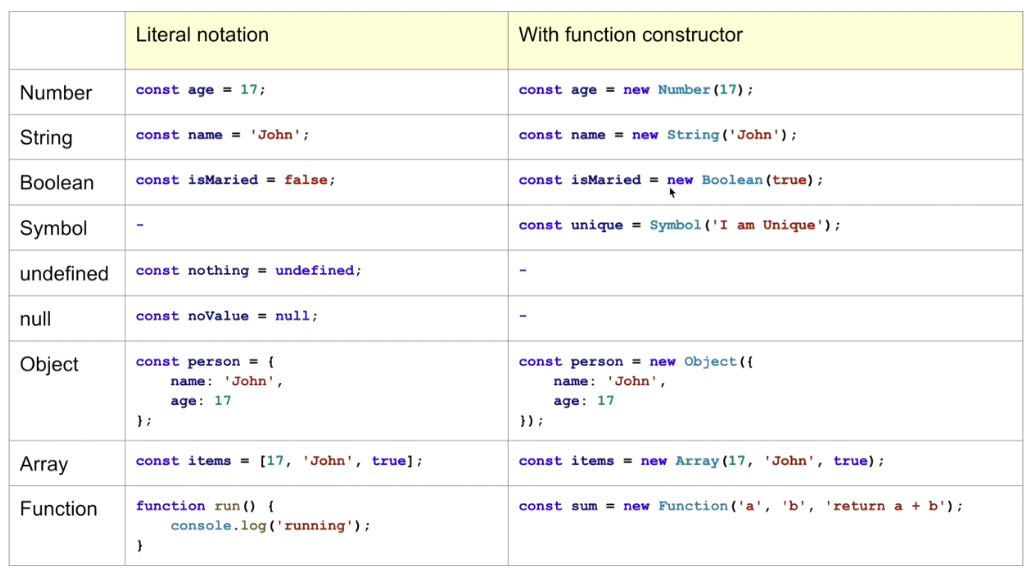 Literal notation
With function constructor
Number
const age = 17;
const age = new Number(17);
String
const name = 'John';
const name = new String('John');
Boolean
const isMaried = false;
const isMaried = new Boolean(true);
Symbol
-
const unique = Symbol('I am Unique');
undefined
const nothing = undefined;
-
null
const noValue = null;
-
Object
const person = {
    name: 'John',
    age: 17
};
const person = new Object({
    name: 'John',
    age: 17
});
Array
const items = [17, 'John', true];
const items = new Array(17, 'John', true);
Function
function run() {
    console.log('running');
}
const sum = new Function('a', 'b', 'return a + b');